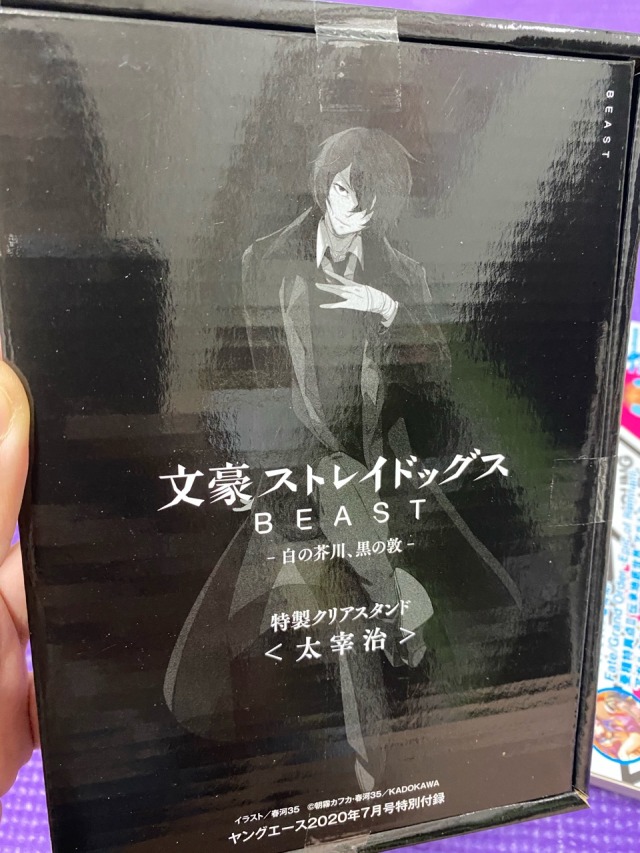 BEAST
文豪ストレイドッグス
BEAST
- 白の芥川、黒の敦 -
特製クリアスタンド
< 太宰治 >
イラスト/春河35 ©朝霧カフカ・春河35/KADOKAWA
ヤングエース2020年7月号特別付録